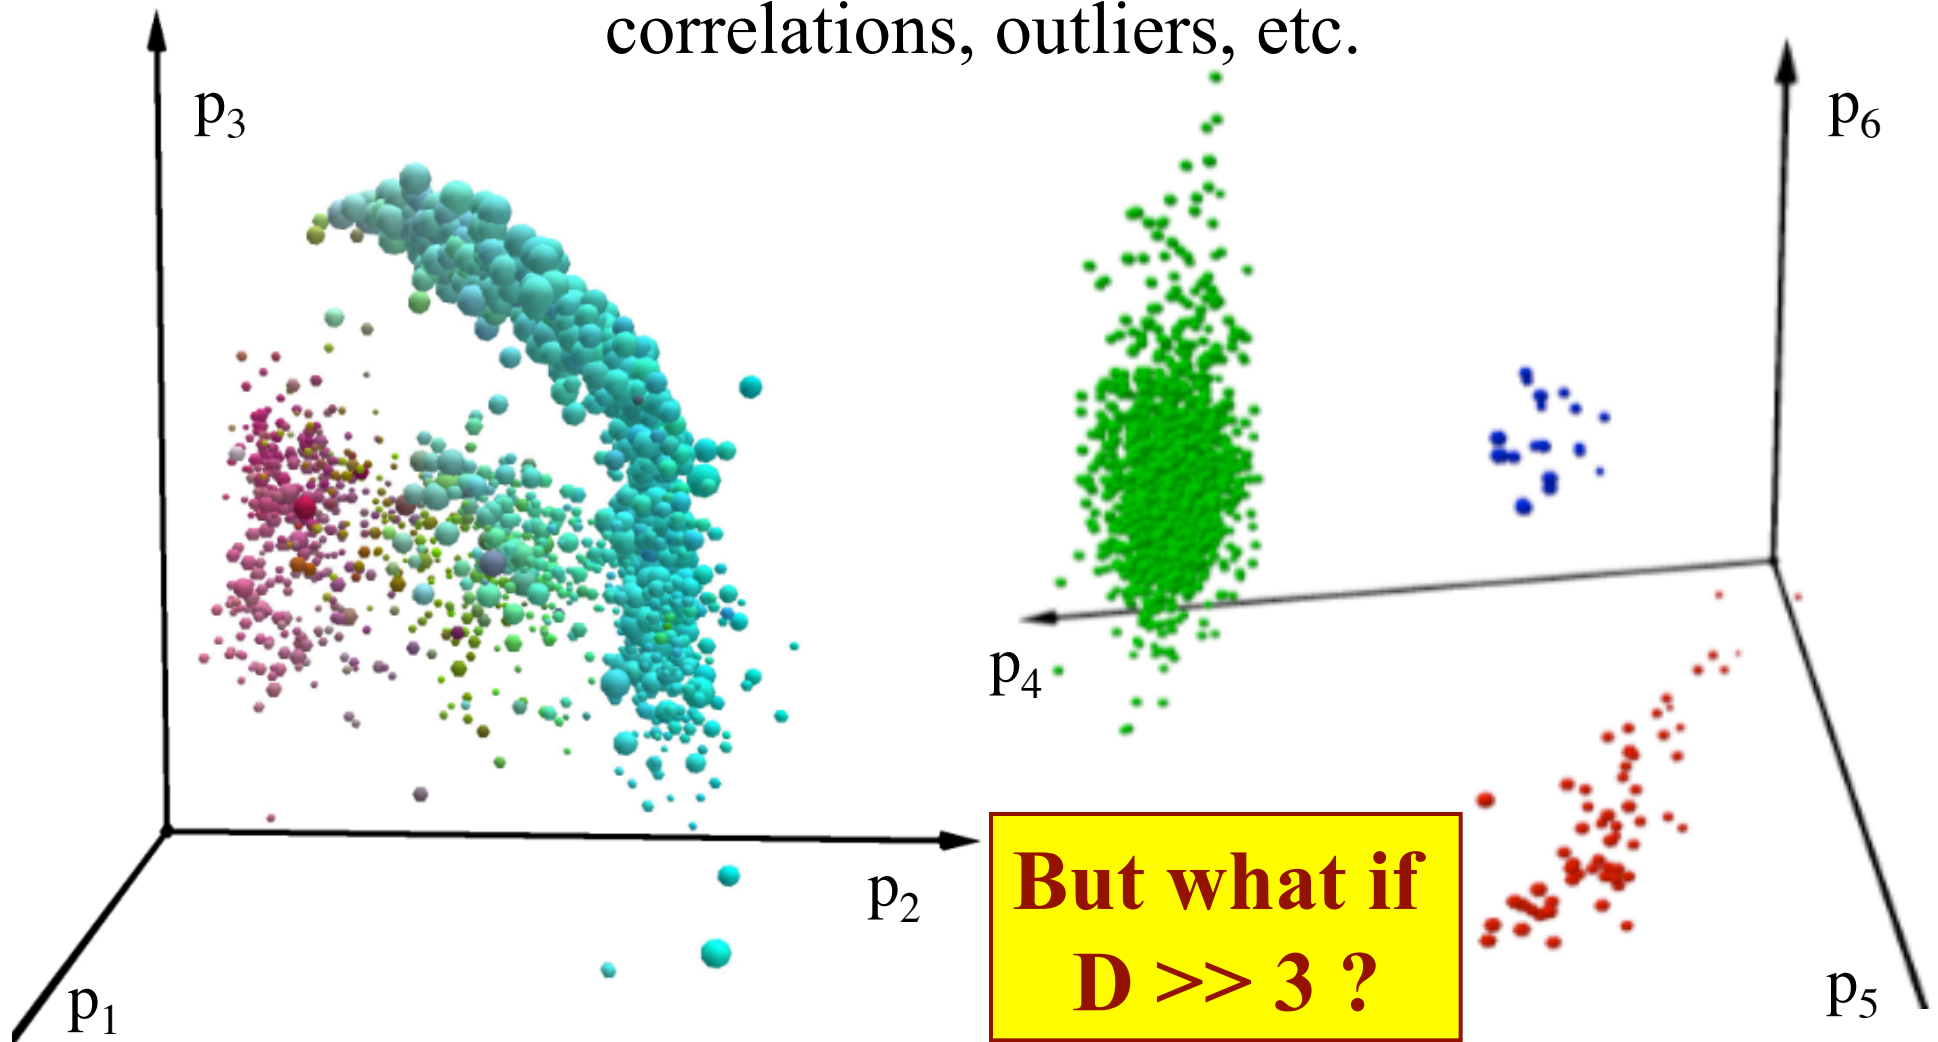 correlations, outliers, etc.
p₃
p₆
p₄
p₂
p₁
p₅
But what if
D >> 3 ?